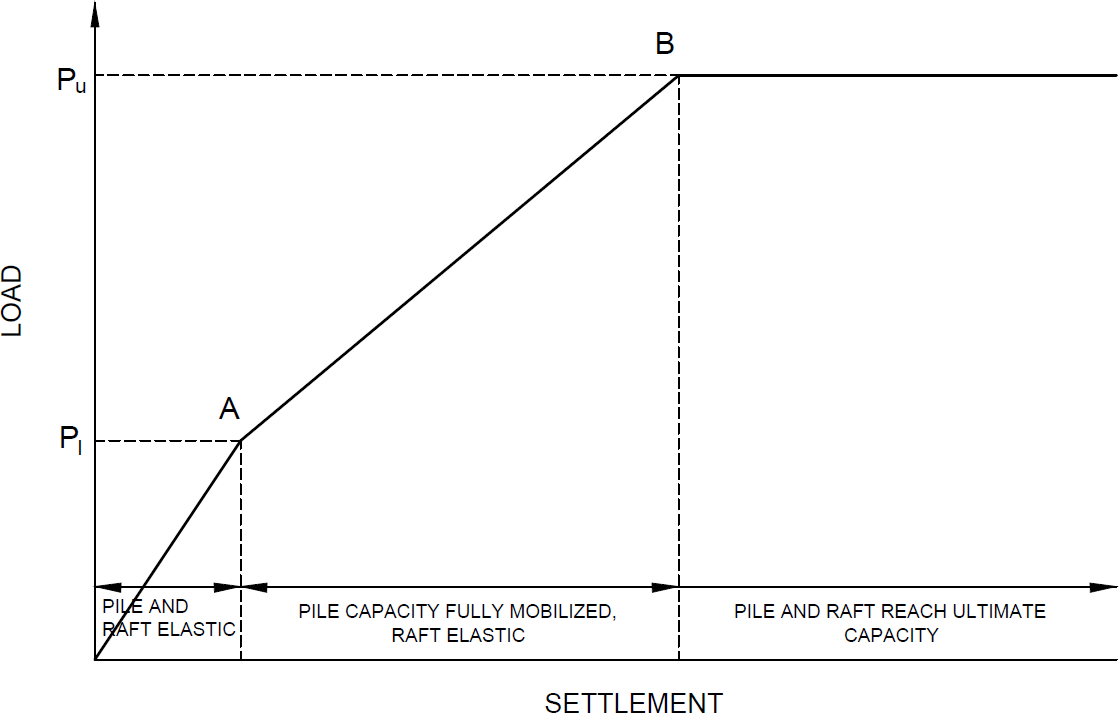 B
Pu
LOAD
A
Pl
PILE AND
RAFT ELASTIC
PILE CAPACITY FULLY MOBILIZED,
RAFT ELASTIC
PILE AND RAFT REACH ULTIMATE
CAPACITY
SETTLEMENT